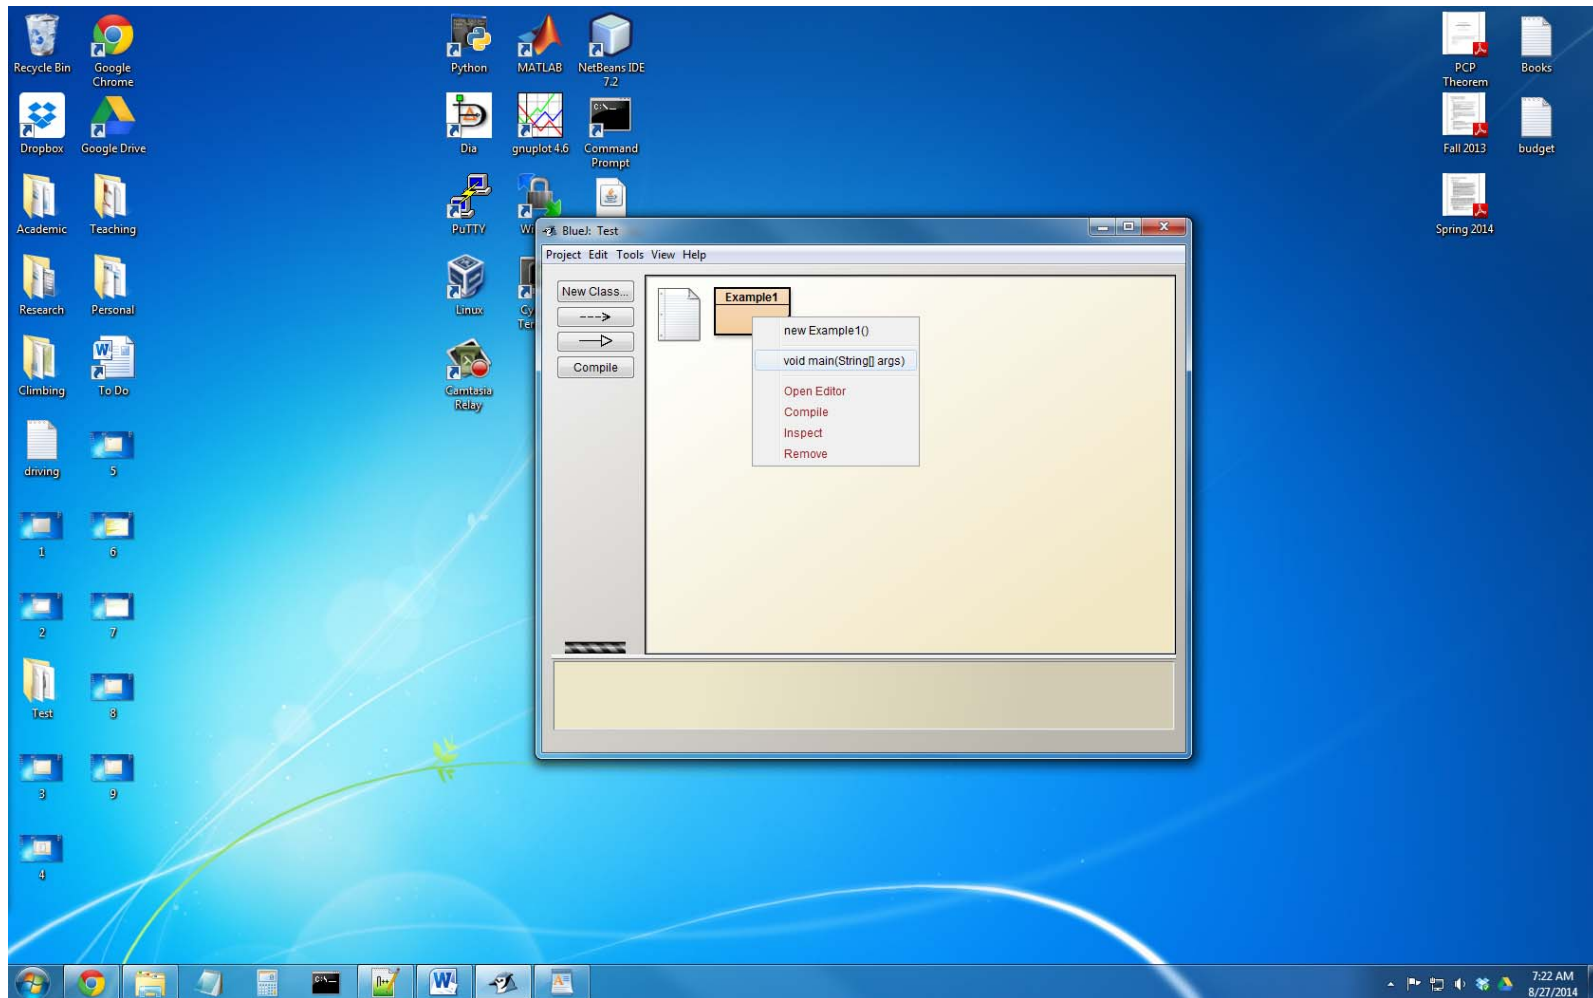 Recycle Bin
Google
Chrome
Python
MATLAB
NetBeans IDE
7.2
PCP
Theorem
Books
Dropbox
Google Drive
Dia
gnuplot 4.6
C:\_
Command
Prompt
Fall 2013
budget
Academic
Teaching
PuTTY
Wi
Spring 2014
BlueJ: Test
Project Edit Tools View Help
New Class...
Example1
Research
Personal
Linux
Cy
Ter
new Example1()
void main(String[] args)
Compile
Open Editor
Compile
Inspect
Remove
Climbing
To Do
Camtasia
Relay
driving
5
1
6
2
7
Test
8
3
9
4
7:22 AM
8/27/2014